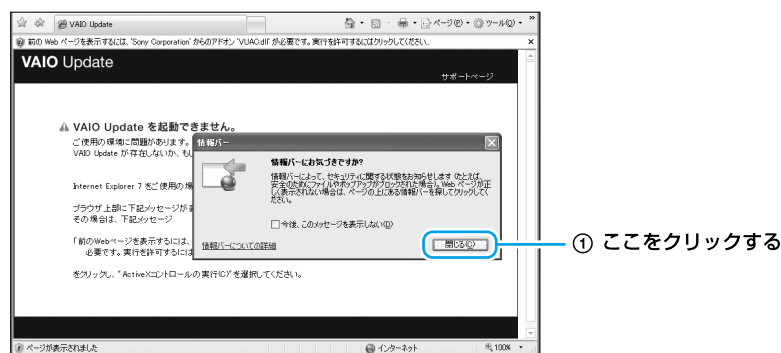 VAIO Update
ページ(P)
ツール(O)
前の Web ページを表示するには、'Sony Corporation' からのアドオン 'VUAC.dll' が必要です。実行を許可するにはクリックしてください...
VAIO Update
サポートページ
VAIO Update を起動できません。
ご使用の環境に問題があります。
VAIO Update が存在しないか、もし
Internet Explorer 7 をご使用の場
ブラウザ上部に下記メッセージが表
その場合は、下記メッセージ
「前のWebページを表示するには、
必要です。実行を許可するには
をクリックし、"ActiveXコントロールの実行(C)"を選択してください。
情報バー
情報バーにお気づきですか?
情報バーによって、セキュリティに関する状態をお知らせします (たとえば、
安全のためにファイルやポップアップがブロックされた場合)。Web ページが正
しく表示されない場合は、ページの上にある情報バーを探してクリックしてく
ださい。
今後、このメッセージを表示しない(D)
情報バーについての詳細
閉じる(C)
① ここをクリックする
ページが表示されました
インターネット
100%